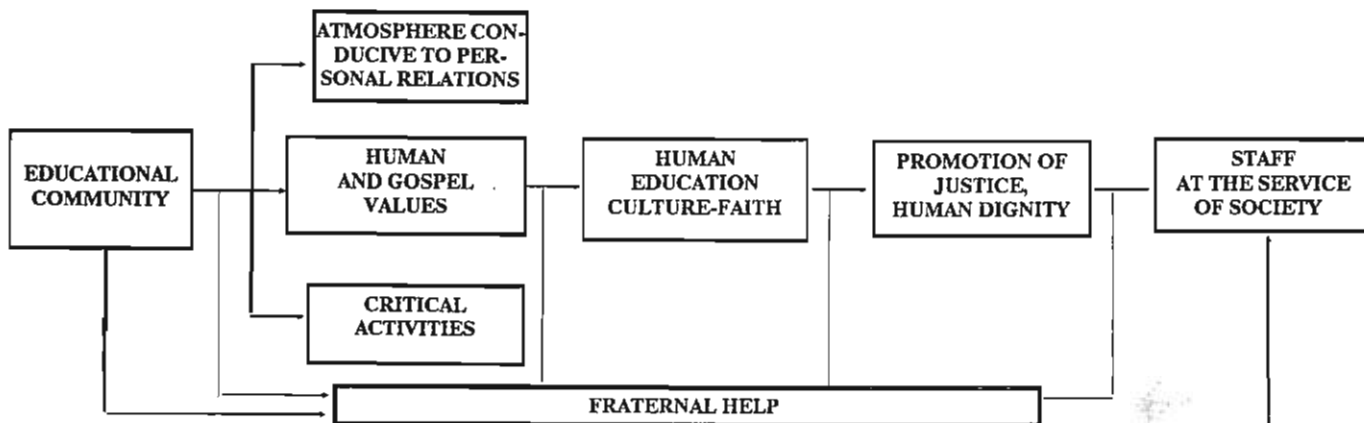 ATMOSPHERE CON-
DUCIVE TO PER-
SONAL RELATIONS
EDUCATIONAL
COMMUNITY
HUMAN
AND GOSPEL
VALUES
HUMAN
EDUCATION
CULTURE-FAITH
PROMOTION OF
JUSTICE,
HUMAN DIGNITY
STAFF
AT THE SERVICE
OF SOCIETY
CRITICAL
ACTIVITIES
FRATERNAL HELP